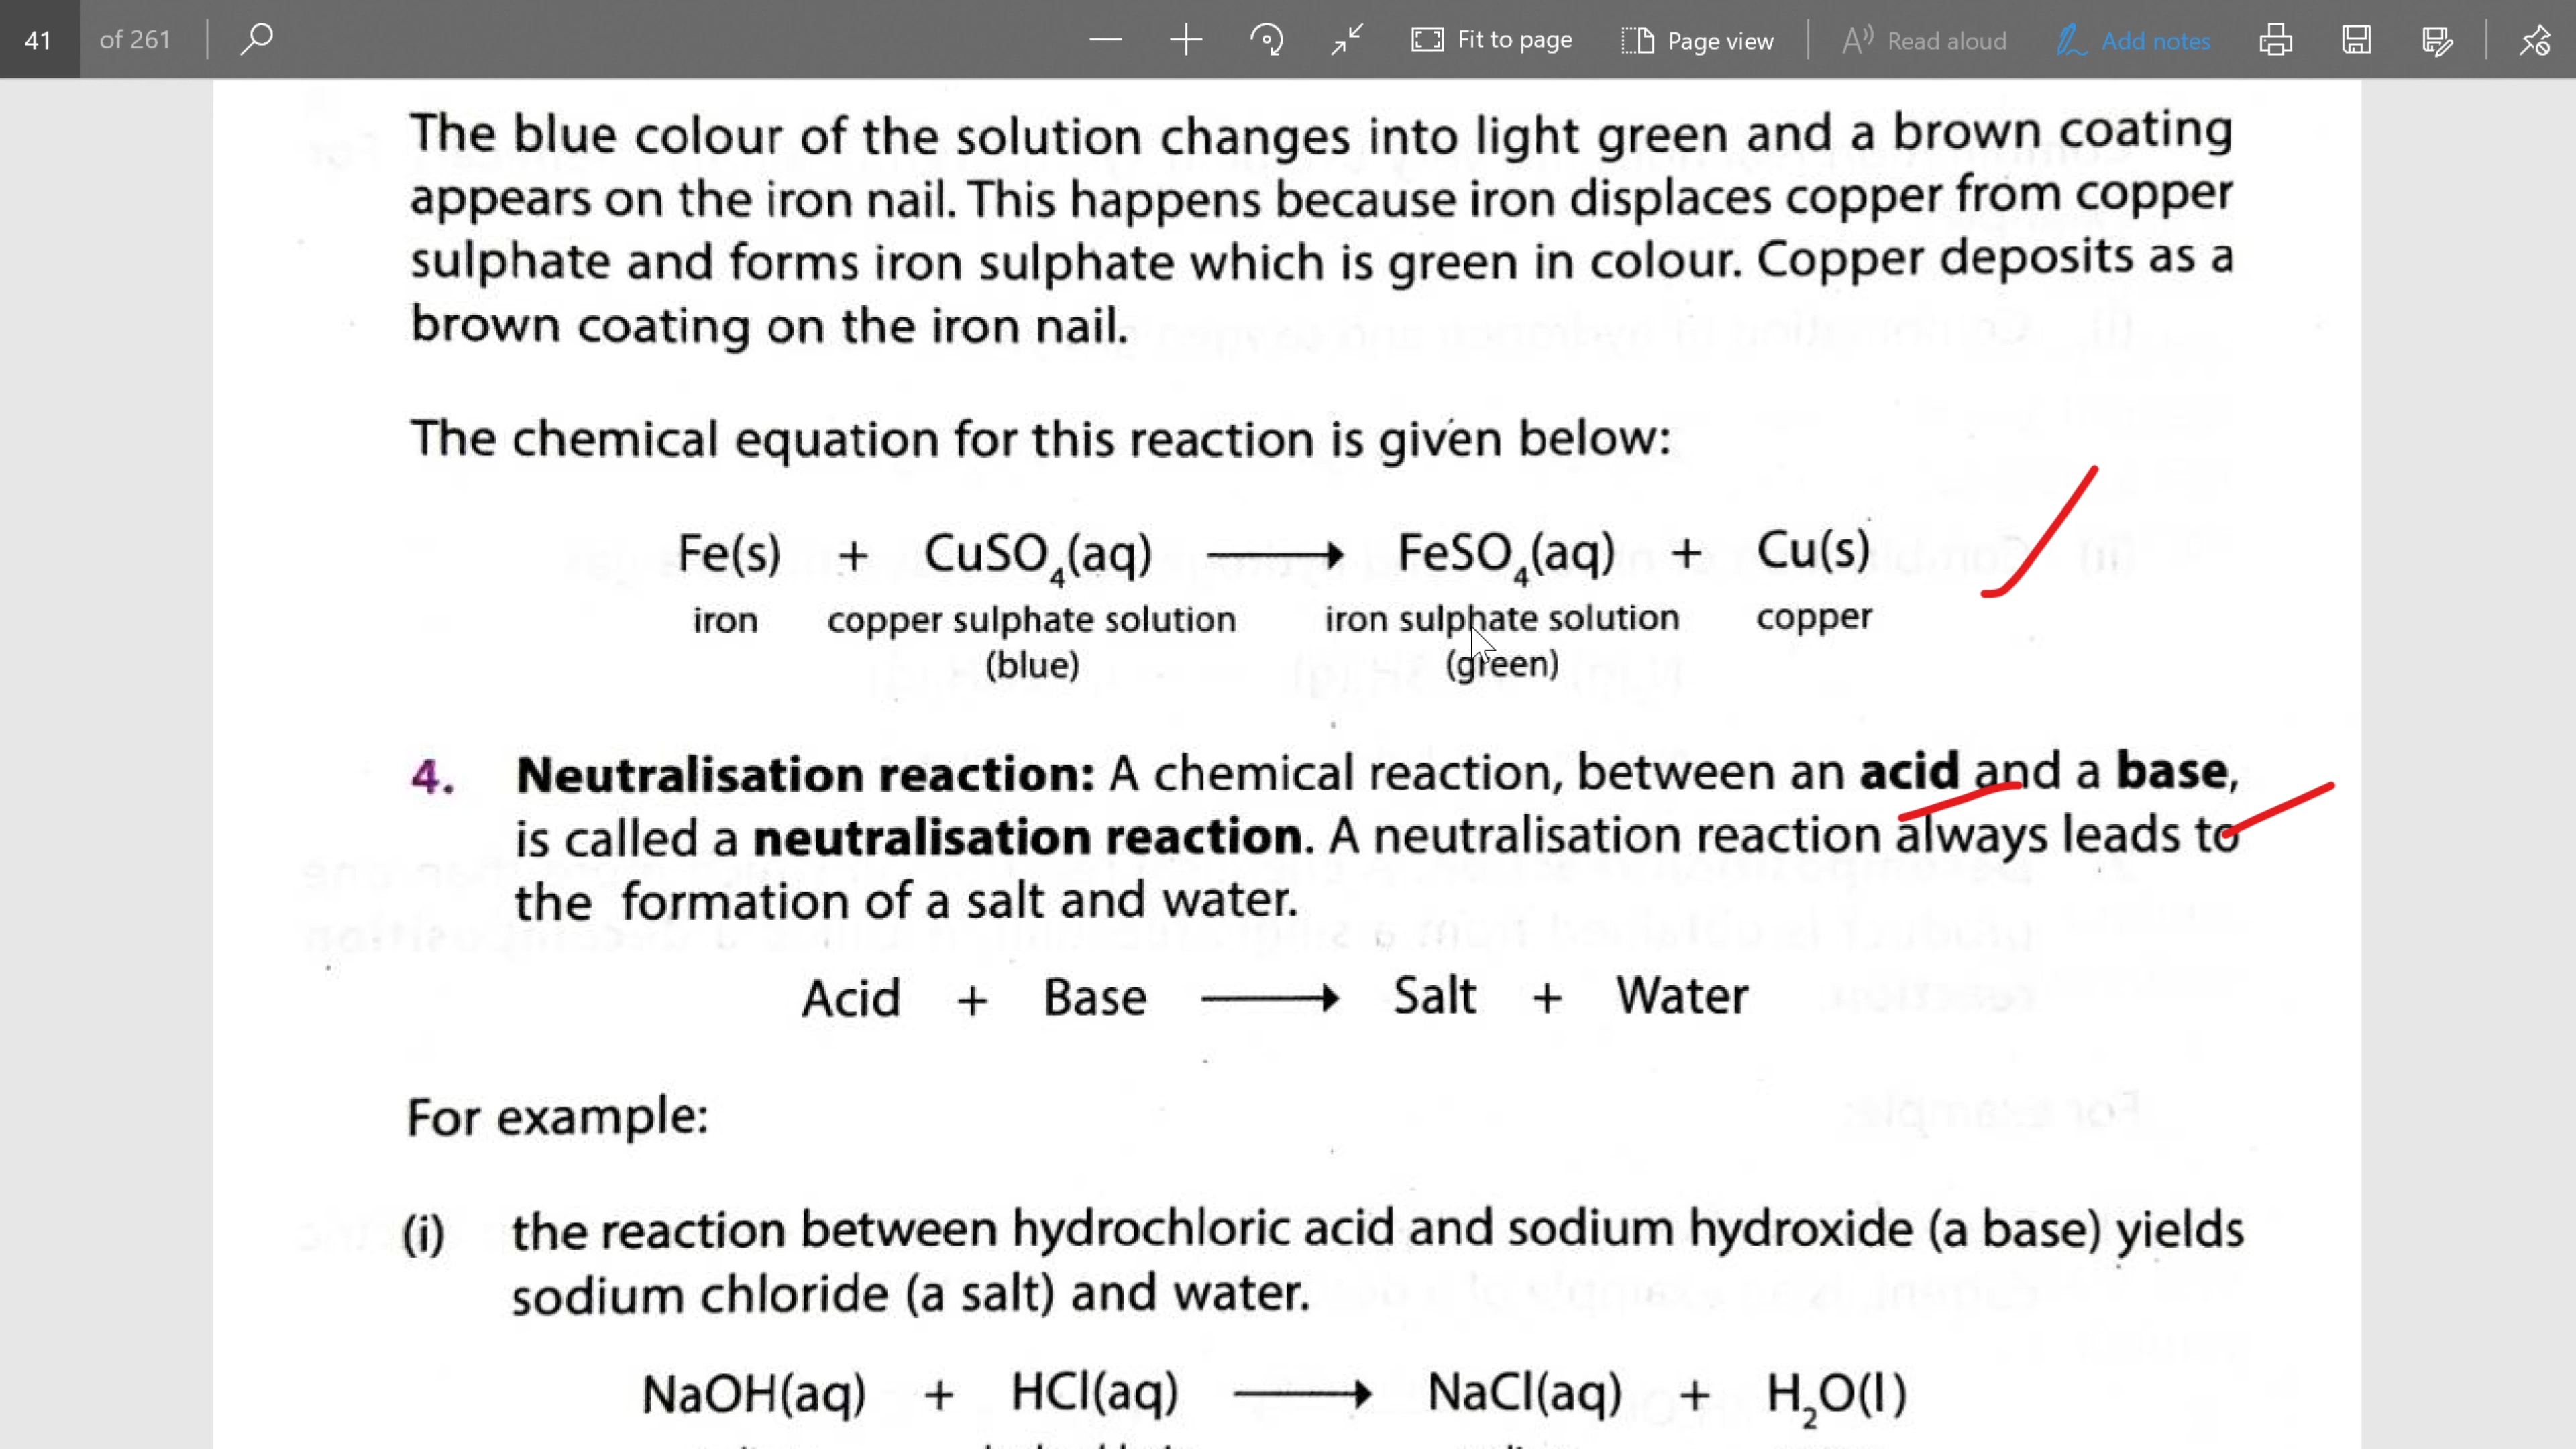 41 of 261 Fit to page Page view Read aloud Add notes
The blue colour of the solution changes into light green and a brown coating
appears on the iron nail. This happens because iron displaces copper from copper
sulphate and forms iron sulphate which is green in colour. Copper deposits as a
brown coating on the iron nail.
The chemical equation for this reaction is given below:
Fe(s) + CuSO₄(aq) ⟶ FeSO₄(aq) + Cu(s)
iron copper sulphate solution iron sulphate solution copper
(blue) (green)
4. Neutralisation reaction: A chemical reaction, between an acid and a base,
is called a neutralisation reaction. A neutralisation reaction always leads to
the formation of a salt and water.
Acid + Base ⟶ Salt + Water
For example:
(i) the reaction between hydrochloric acid and sodium hydroxide (a base) yields
sodium chloride (a salt) and water.
NaOH(aq) + HCl(aq) ⟶ NaCl(aq) + H₂O(l)